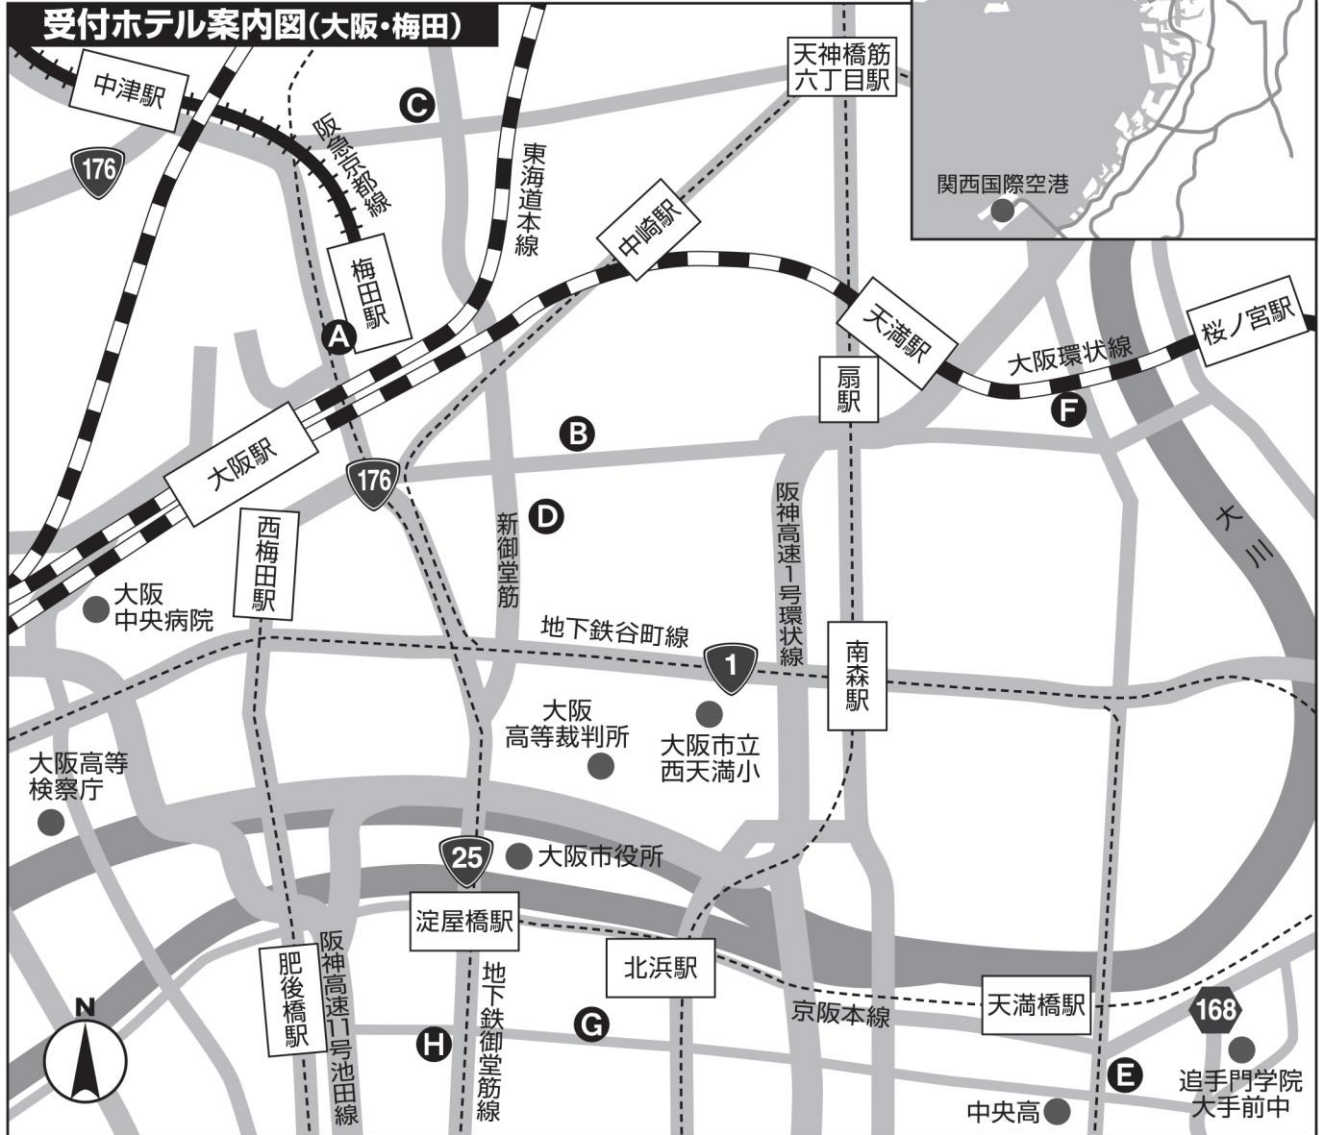 受付ホテル案内図(大阪・梅田)
天神橋筋
六丁目駅
中津駅
C
176
阪急京都線
東海道本線
関西国際空港
中崎駅
梅田駅
A
天満駅
桜ノ宮駅
大阪環状線
扇駅
F
B
大阪駅
176
阪神高速1号環状線
D
新御堂筋
大川
西梅田駅
大阪
中央病院
地下鉄谷町線
1
南森駅
大阪
高等裁判所
大阪市立
西天満小
大阪高等
検察庁
25
大阪市役所
淀屋橋駅
北浜駅
肥後橋駅
阪神高速11号池田線
地下鉄御堂筋線
天満橋駅
京阪本線
168
N
H
G
E
追手門学院
大手前中
中央高